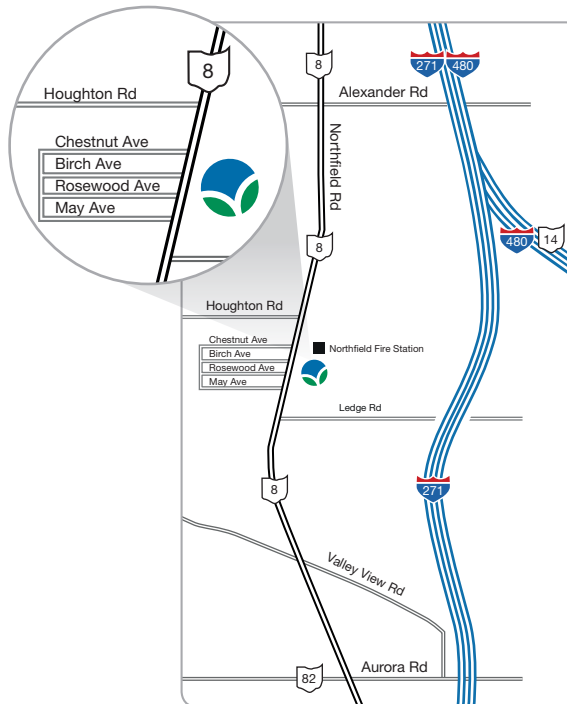 8
Houghton Rd
Chestnut Ave
Birch Ave
Rosewood Ave
May Ave
8
271
480
Alexander Rd
Northfield Rd
480
14
8
Houghton Rd
Chestnut Ave
Birch Ave
Rosewood Ave
May Ave
Northfield Fire Station
Ledge Rd
8
271
Valley View Rd
Aurora Rd
82